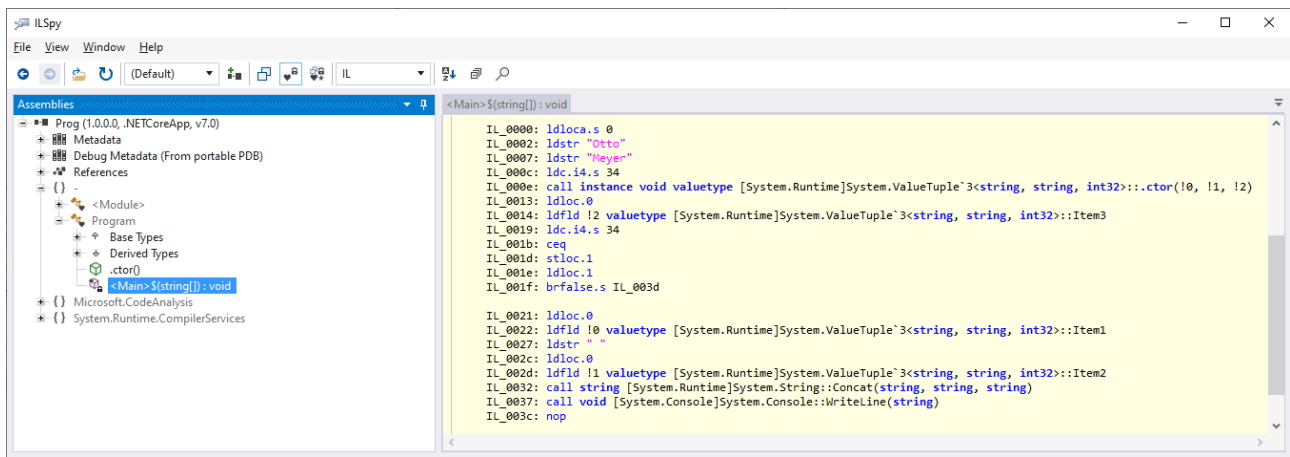 ILSpy
File View Window Help
(Default) IL
Assemblies
Prog (1.0.0.0, .NETCoreApp, v7.0)
Metadata
Debug Metadata (From portable PDB)
References
{ } -
<Module>
Program
Base Types
Derived Types
.ctor()
<Main>$(string[]) : void
{ } Microsoft.CodeAnalysis
{ } System.Runtime.CompilerServices
<Main>$(string[]) : void
IL_0000: ldloca.s 0
IL_0002: ldstr "Otto"
IL_0007: ldstr "Meyer"
IL_000c: ldc.i4.s 34
IL_000e: call instance void valuetype [System.Runtime]System.ValueTuple`3<string, string, int32>::.ctor(!0, !1, !2)
IL_0013: ldloc.0
IL_0014: ldfld !2 valuetype [System.Runtime]System.ValueTuple`3<string, string, int32>::Item3
IL_0019: ldc.i4.s 34
IL_001b: ceq
IL_001d: stloc.1
IL_001e: ldloc.1
IL_001f: brfalse.s IL_003d
IL_0021: ldloc.0
IL_0022: ldfld !0 valuetype [System.Runtime]System.ValueTuple`3<string, string, int32>::Item1
IL_0027: ldstr " "
IL_002c: ldloc.0
IL_002d: ldfld !1 valuetype [System.Runtime]System.ValueTuple`3<string, string, int32>::Item2
IL_0032: call string [System.Runtime]System.String::Concat(string, string, string)
IL_0037: call void [System.Console]System.Console::WriteLine(string)
IL_003c: nop